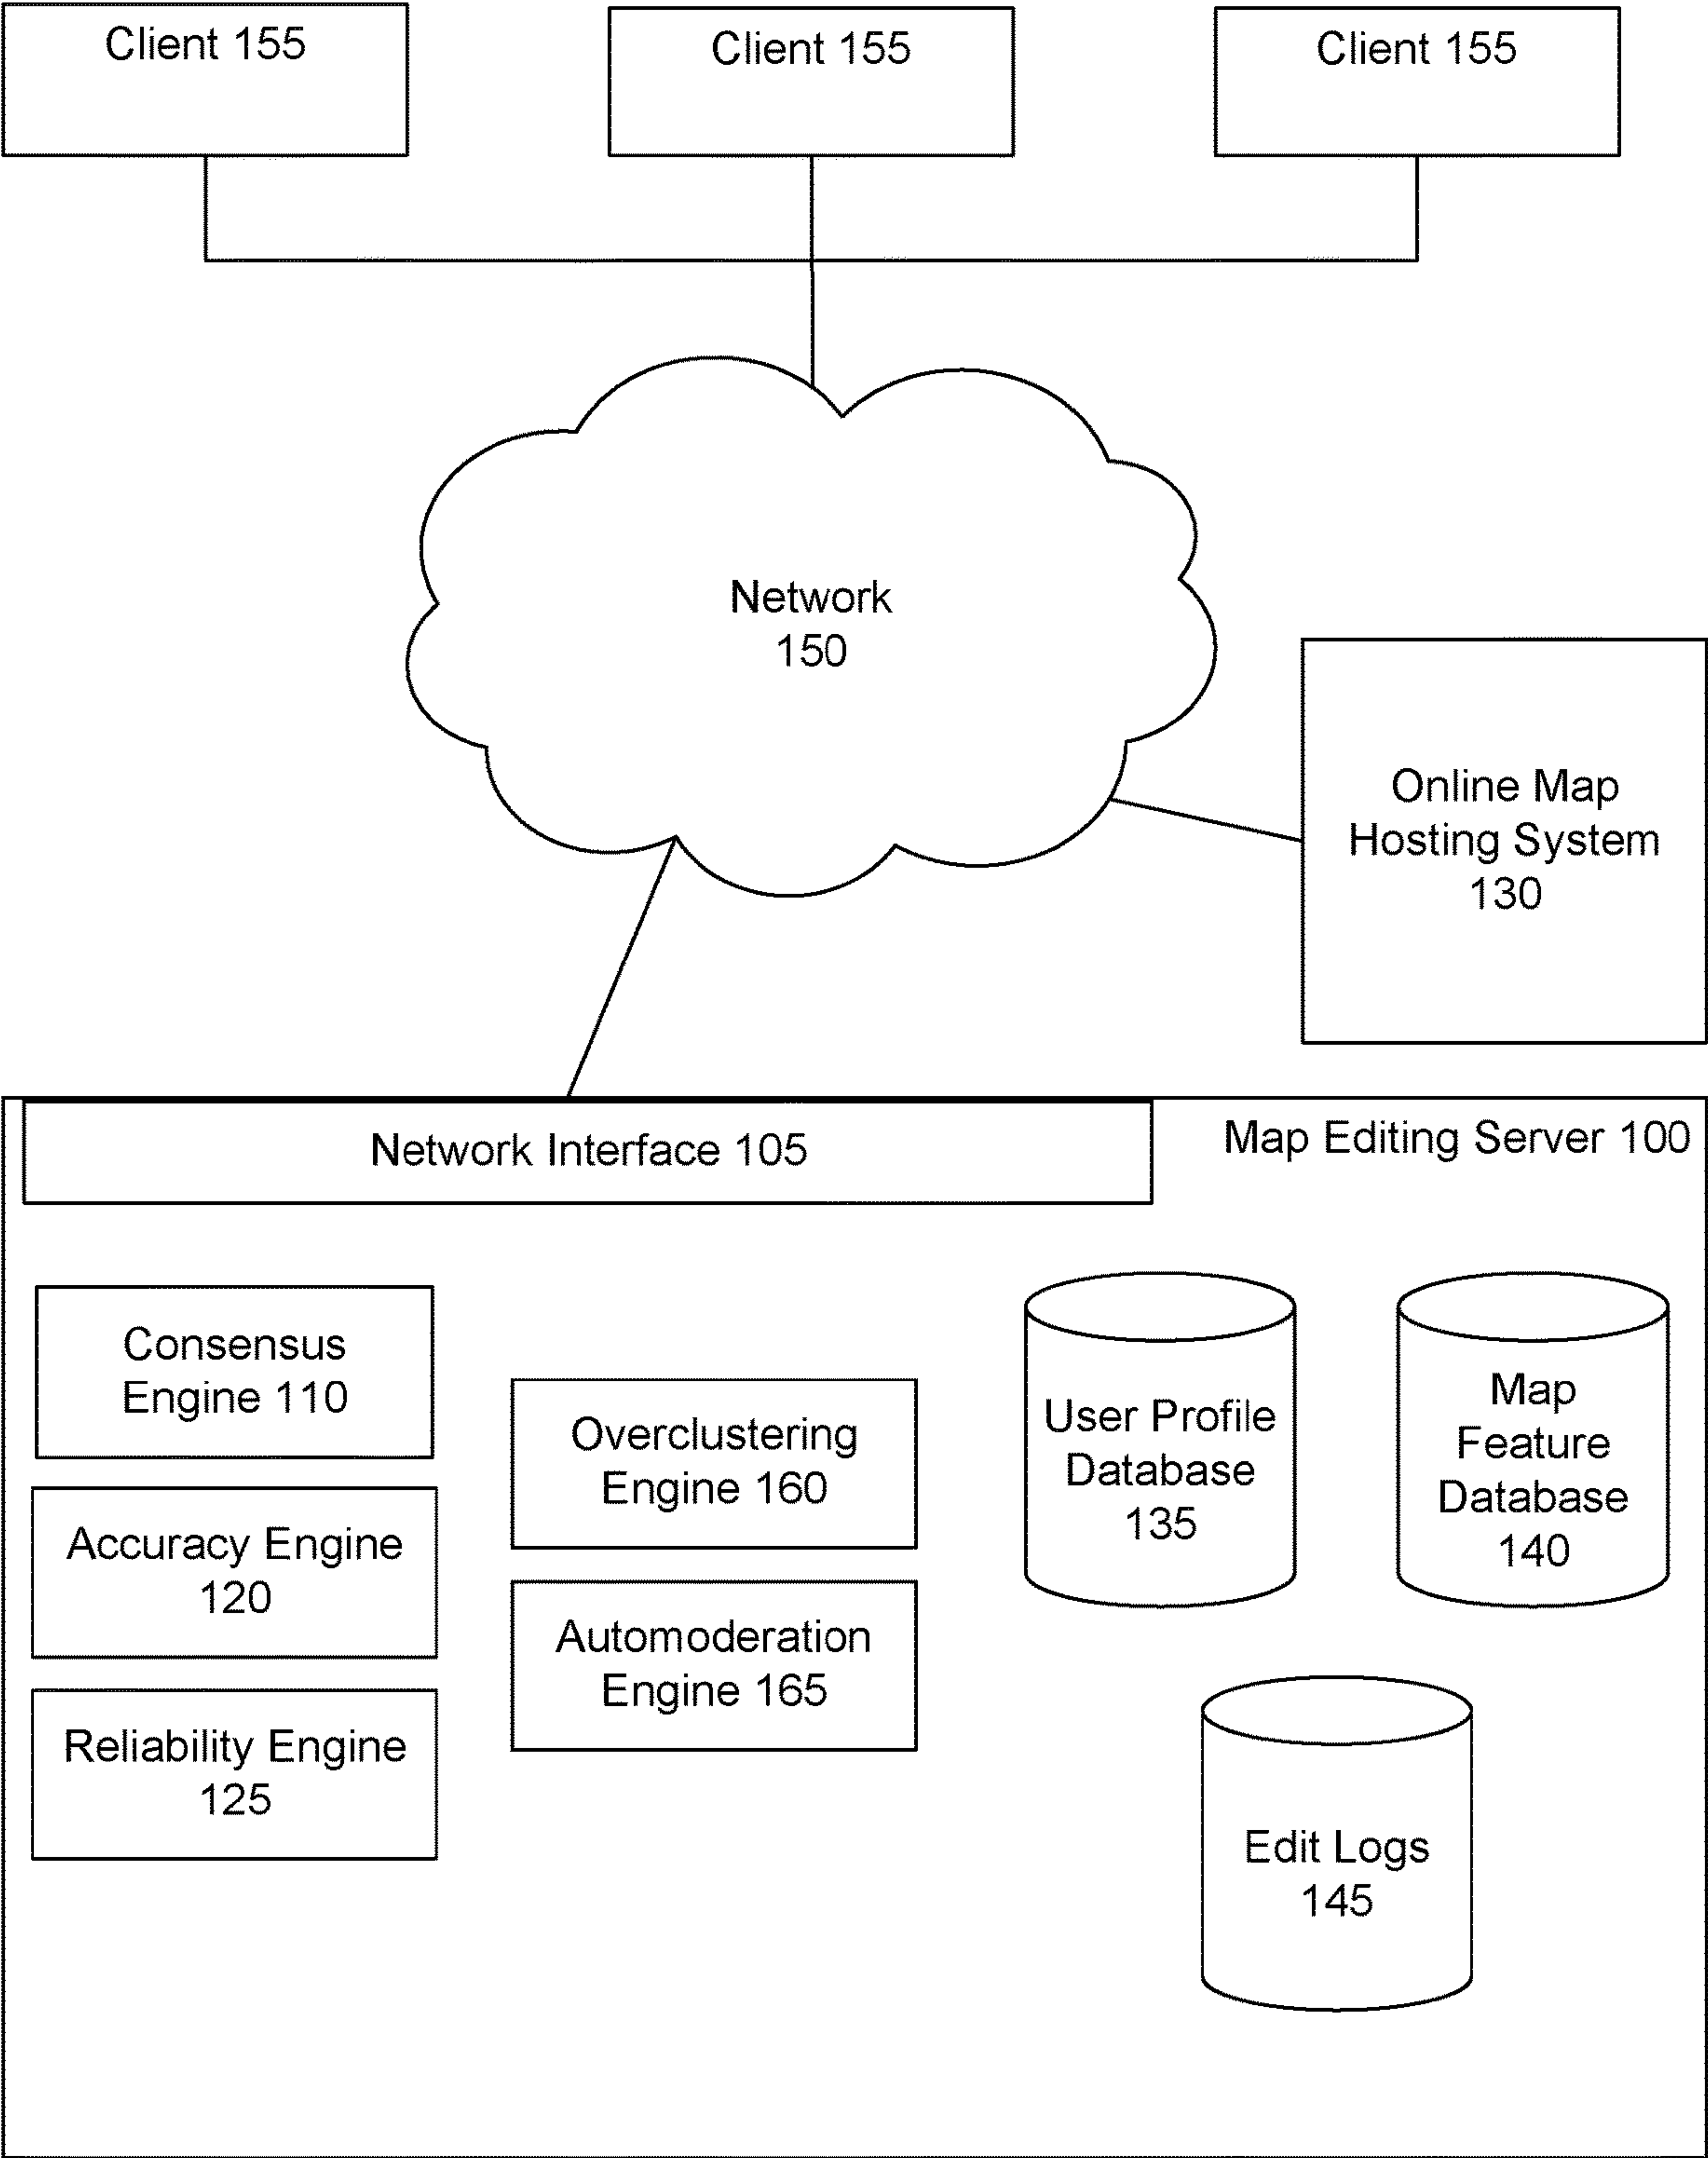 Client 155
Client 155
Client 155
Network
150
Online Map
Hosting System
130
Network Interface 105
Map Editing Server 100
Consensus
Engine 110
Accuracy Engine
120
Reliability Engine
125
Overclustering
Engine 160
Automoderation
Engine 165
User Profile
Database
135
Map
Feature
Database
140
Edit Logs
145